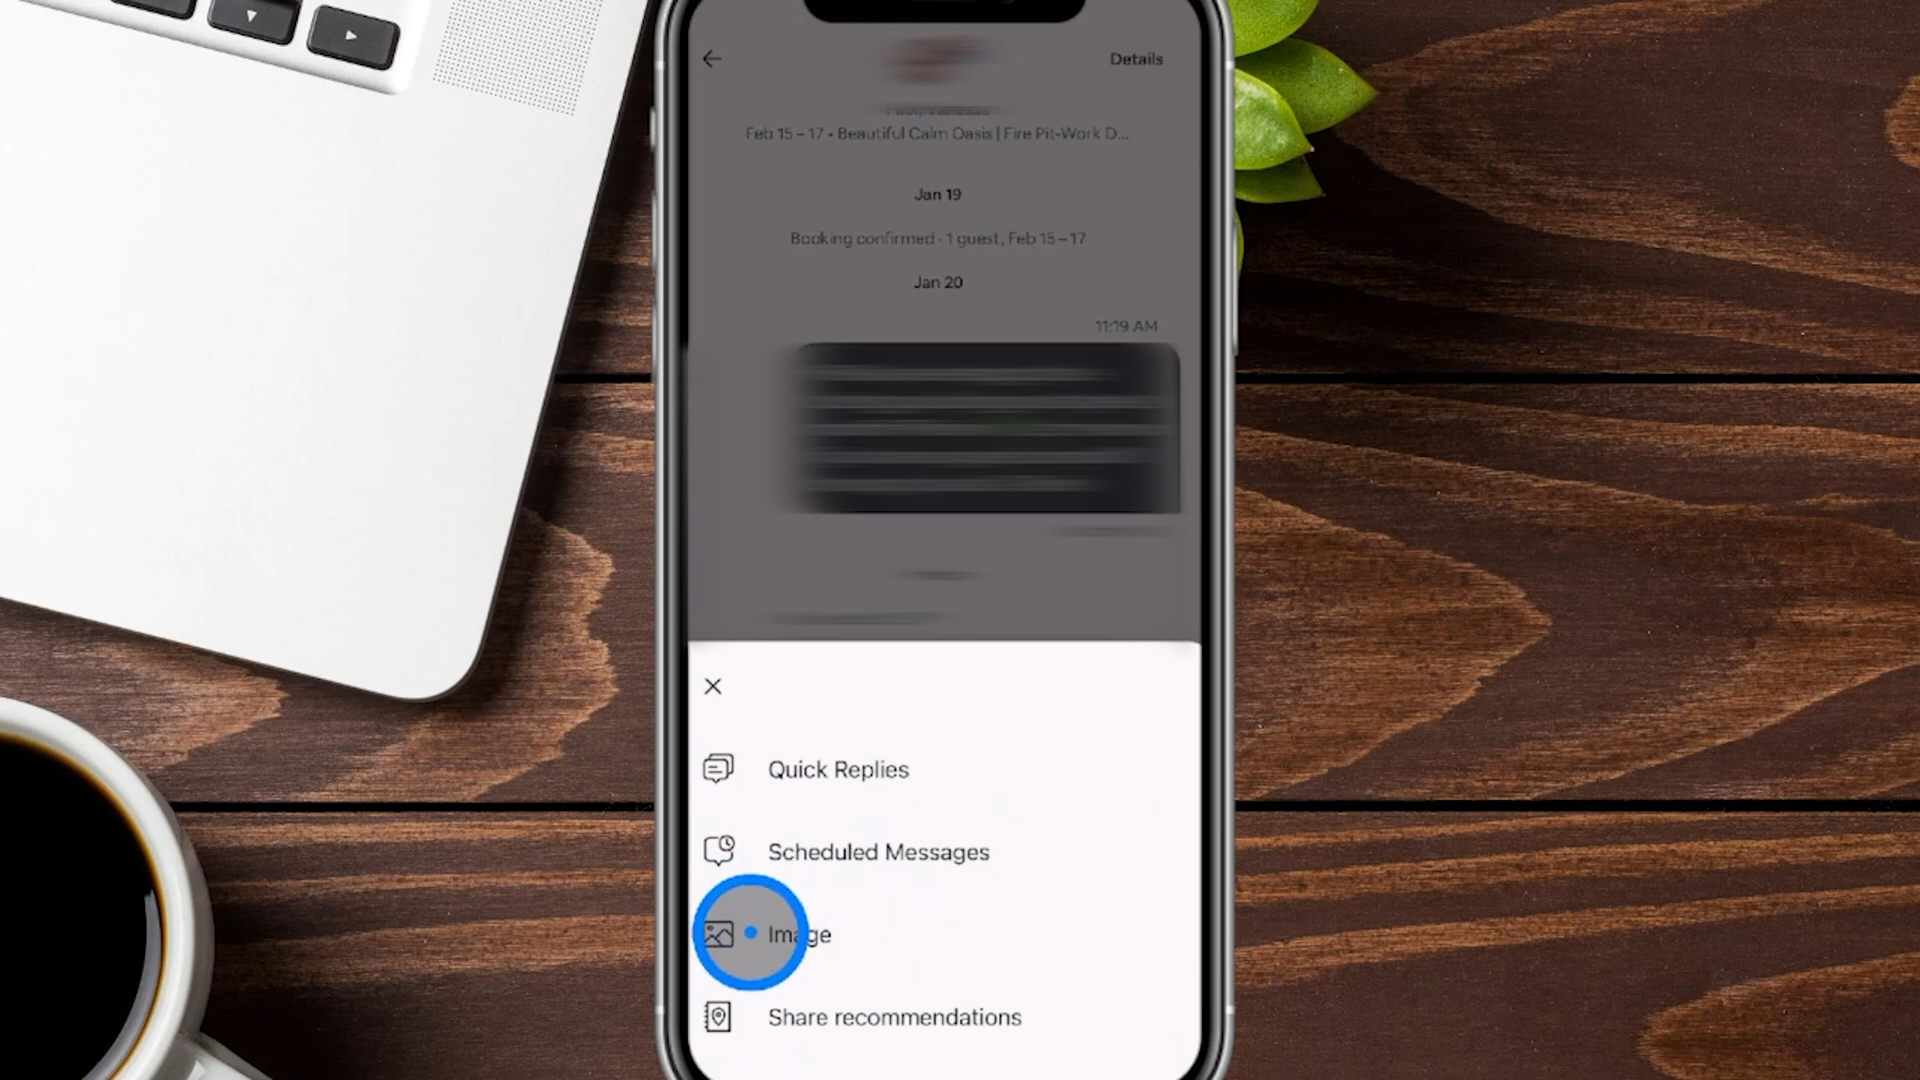 Details
Feb 15 – 17 • Beautiful Calm Oasis | Fire Pit-Work D...
Jan 19
Booking confirmed · 1 guest, Feb 15 – 17
Jan 20
11:19 AM
Quick Replies
Scheduled Messages
Image
Share recommendations